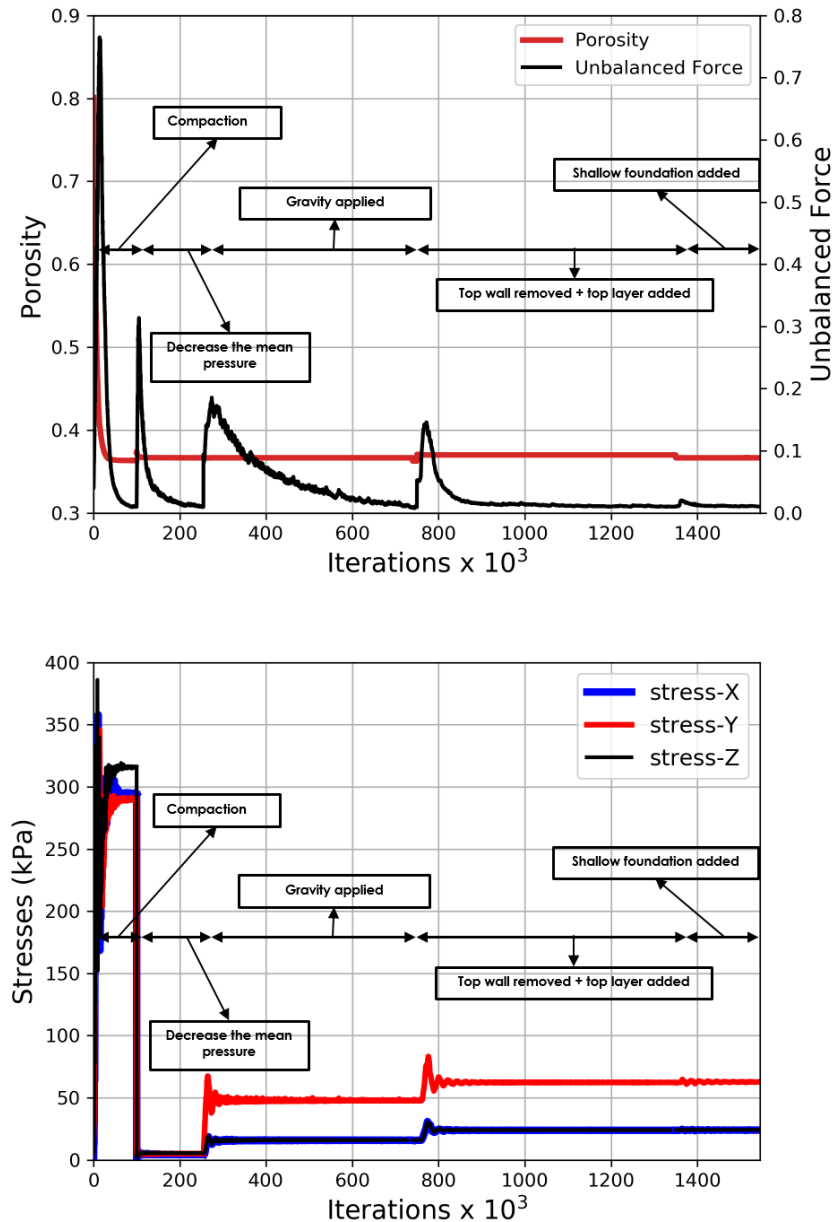 0.9
0.8
0.7
0.6
0.5
0.4
0.3
Porosity
0.8
0.7
0.6
0.5
0.4
0.3
0.2
0.1
0.0
Unbalanced Force
Porosity
Unbalanced Force
Compaction
Shallow foundation added
Gravity applied
Top wall removed + top layer added
Decrease the mean
pressure
0 200 400 600 800 1000 1200 1400
Iterations x 10³
400
350
300
250
200
150
100
50
0
Stresses (kPa)
stress-X
stress-Y
stress-Z
Compaction
Shallow foundation added
Gravity applied
Top wall removed + top layer added
Decrease the mean
pressure
0 200 400 600 800 1000 1200 1400
Iterations x 10³